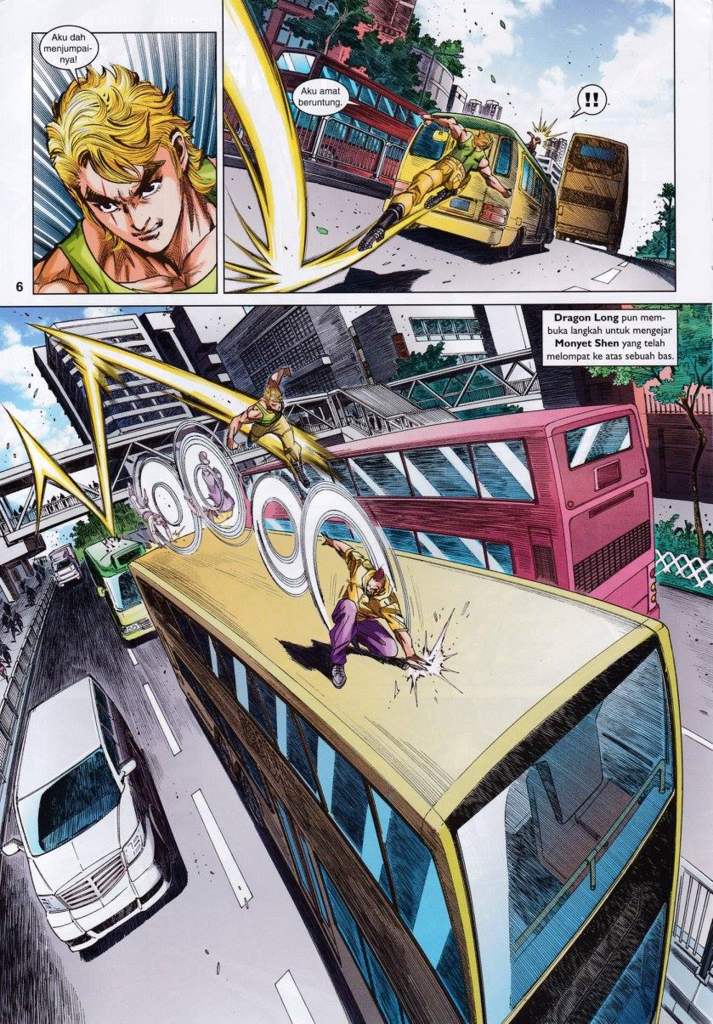 Aku dah
menjumpai-
nya!
Aku amat
beruntung.
!!
6
Dragon Long pun mem-
buka langkah untuk mengejar
Monyet Shen yang telah
melompat ke atas sebuah bas.